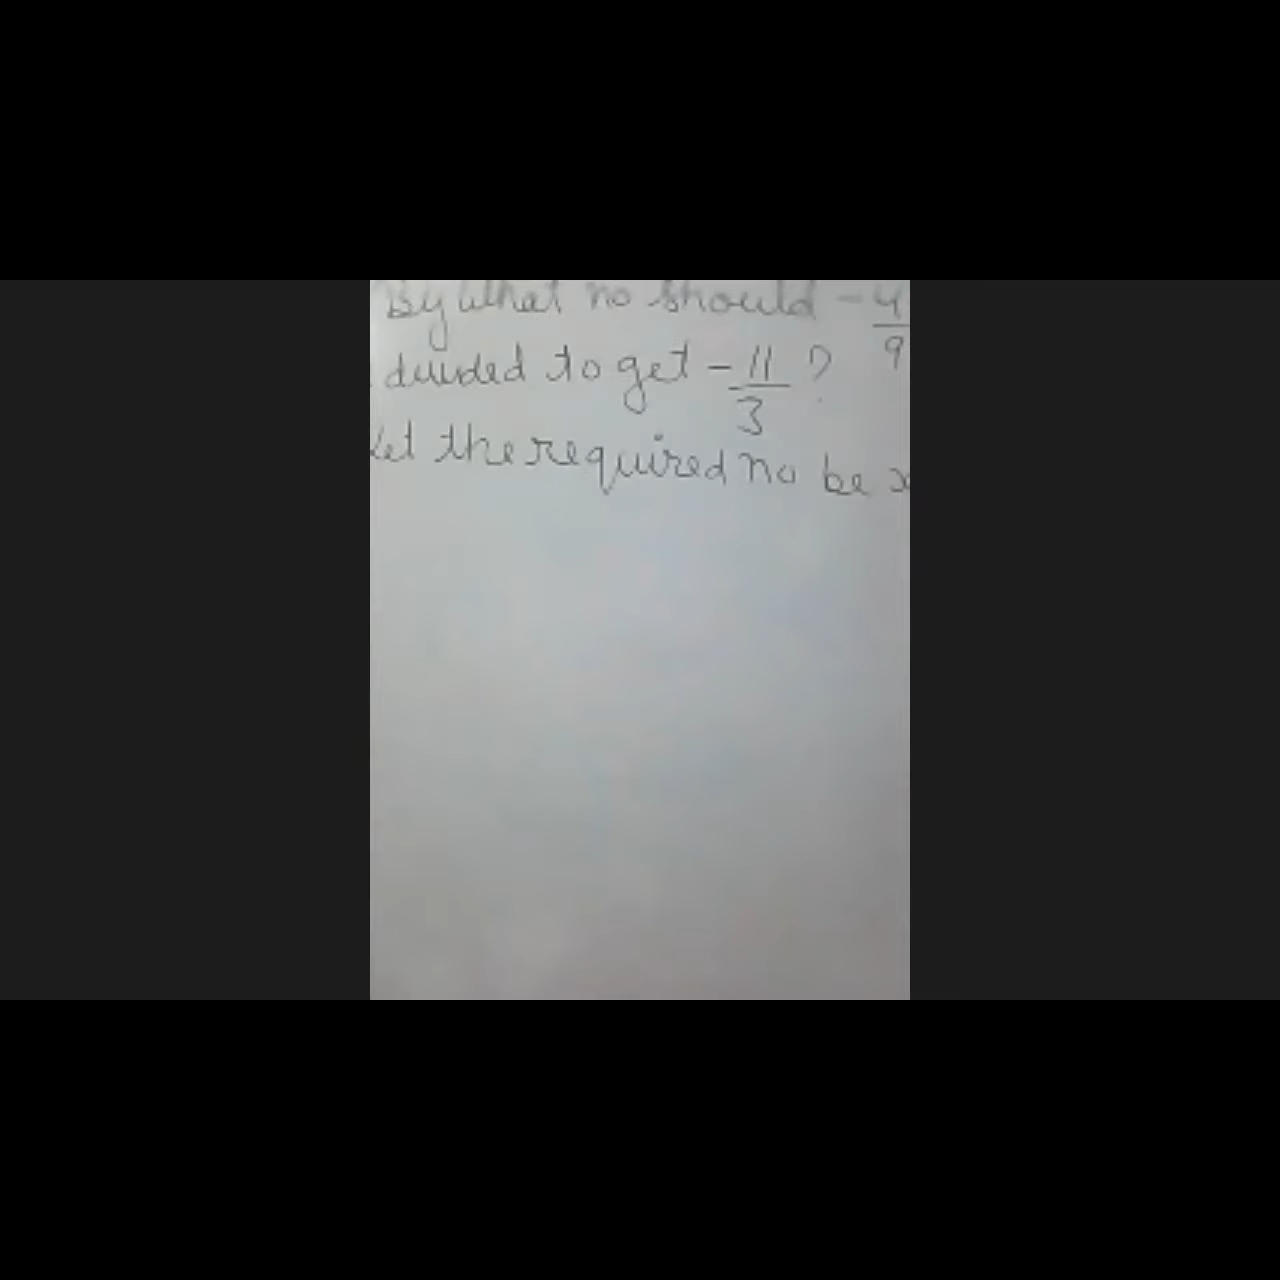 By what no should -4/9
divided to get -11/3 ?
Let the required no be x